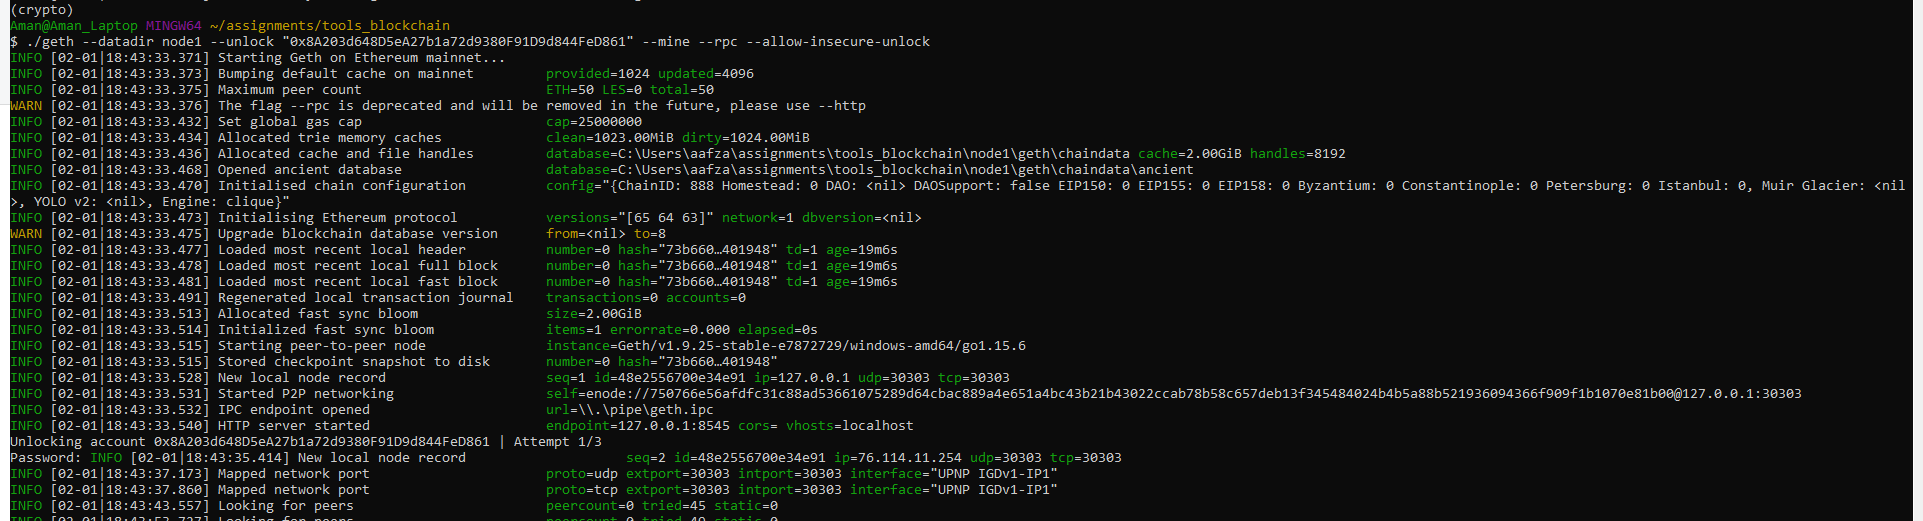 (crypto)
Aman@Aman_Laptop MINGW64 ~/assignments/tools_blockchain
$ ./geth --datadir node1 --unlock "0x8A203d648D5eA27b1a72d9380F91D9d844FeD861" --mine --rpc --allow-insecure-unlock
INFO [02-01|18:43:33.371] Starting Geth on Ethereum mainnet...
INFO [02-01|18:43:33.373] Bumping default cache on mainnet         provided=1024 updated=4096
INFO [02-01|18:43:33.375] Maximum peer count                       ETH=50 LES=0 total=50
WARN [02-01|18:43:33.376] The flag --rpc is deprecated and will be removed in the future, please use --http
INFO [02-01|18:43:33.432] Set global gas cap                       cap=25000000
INFO [02-01|18:43:33.434] Allocated trie memory caches             clean=1023.00MiB dirty=1024.00MiB
INFO [02-01|18:43:33.436] Allocated cache and file handles         database=C:\Users\aafza\assignments\tools_blockchain\node1\geth\chaindata cache=2.00GiB handles=8192
INFO [02-01|18:43:33.468] Opened ancient database                  database=C:\Users\aafza\assignments\tools_blockchain\node1\geth\chaindata\ancient
INFO [02-01|18:43:33.470] Initialised chain configuration          config="{ChainID: 888 Homestead: 0 DAO: <nil> DAOSupport: false EIP150: 0 EIP155: 0 EIP158: 0 Byzantium: 0 Constantinople: 0 Petersburg: 0 Istanbul: 0, Muir Glacier: <nil
>, YOLO v2: <nil>, Engine: clique}"
INFO [02-01|18:43:33.473] Initialising Ethereum protocol           versions="[65 64 63]" network=1 dbversion=<nil>
WARN [02-01|18:43:33.475] Upgrade blockchain database version      from=<nil> to=8
INFO [02-01|18:43:33.477] Loaded most recent local header          number=0 hash="73b660…401948" td=1 age=19m6s
INFO [02-01|18:43:33.478] Loaded most recent local full block      number=0 hash="73b660…401948" td=1 age=19m6s
INFO [02-01|18:43:33.481] Loaded most recent local fast block      number=0 hash="73b660…401948" td=1 age=19m6s
INFO [02-01|18:43:33.491] Regenerated local transaction journal    transactions=0 accounts=0
INFO [02-01|18:43:33.513] Allocated fast sync bloom                size=2.00GiB
INFO [02-01|18:43:33.514] Initialized fast sync bloom              items=1 errorrate=0.000 elapsed=0s
INFO [02-01|18:43:33.515] Starting peer-to-peer node               instance=Geth/v1.9.25-stable-e7872729/windows-amd64/go1.15.6
INFO [02-01|18:43:33.515] Stored checkpoint snapshot to disk       number=0 hash="73b660…401948"
INFO [02-01|18:43:33.528] New local node record                    seq=1 id=48e2556700e34e91 ip=127.0.0.1 udp=30303 tcp=30303
INFO [02-01|18:43:33.531] Started P2P networking                   self=enode://750766e56afdfc31c88ad53661075289d64cbac889a4e651a4bc43b21b43022ccab78b58c657deb13f345484024b4b5a88b521936094366f909f1b1070e81b00@127.0.0.1:30303
INFO [02-01|18:43:33.532] IPC endpoint opened                      url=\\.\pipe\geth.ipc
INFO [02-01|18:43:33.540] HTTP server started                      endpoint=127.0.0.1:8545 cors= vhosts=localhost
Unlocking account 0x8A203d648D5eA27b1a72d9380F91D9d844FeD861 | Attempt 1/3
Password: INFO [02-01|18:43:35.414] New local node record                    seq=2 id=48e2556700e34e91 ip=76.114.11.254 udp=30303 tcp=30303
INFO [02-01|18:43:37.173] Mapped network port                      proto=udp extport=30303 intport=30303 interface="UPNP IGDv1-IP1"
INFO [02-01|18:43:37.860] Mapped network port                      proto=tcp extport=30303 intport=30303 interface="UPNP IGDv1-IP1"
INFO [02-01|18:43:43.557] Looking for peers                        peercount=0 tried=45 static=0